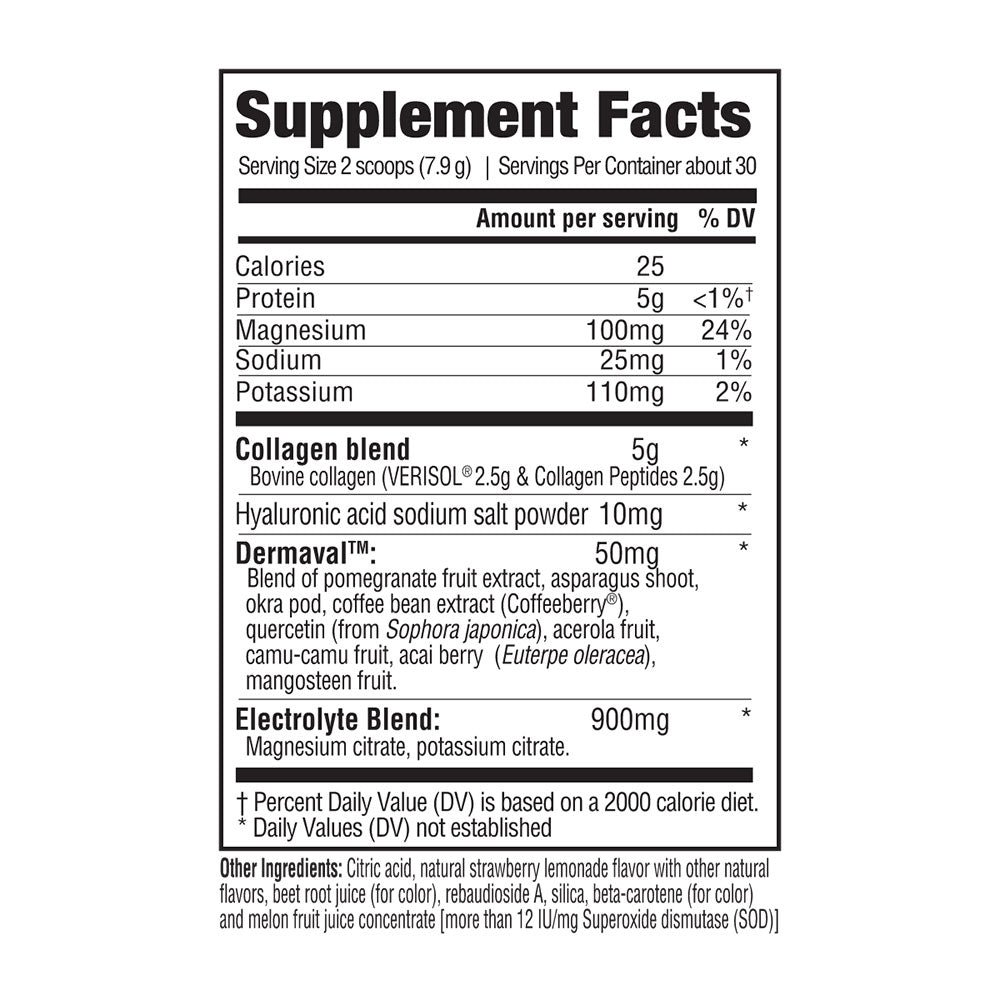 Supplement Facts
Serving Size 2 scoops (7.9 g) | Servings Per Container about 30
Amount per serving % DV
Calories 25
Protein 5g <1%†
Magnesium 100mg 24%
Sodium 25mg 1%
Potassium 110mg 2%
Collagen blend 5g *
Bovine collagen (VERISOL® 2.5g & Collagen Peptides 2.5g)
Hyaluronic acid sodium salt powder 10mg *
Dermaval™: 50mg *
Blend of pomegranate fruit extract, asparagus shoot,
okra pod, coffee bean extract (Coffeeberry®),
quercetin (from Sophora japonica), acerola fruit,
camu-camu fruit, acai berry (Euterpe oleracea),
mangosteen fruit.
Electrolyte Blend: 900mg *
Magnesium citrate, potassium citrate.
† Percent Daily Value (DV) is based on a 2000 calorie diet.
* Daily Values (DV) not established
Other Ingredients: Citric acid, natural strawberry lemonade flavor with other natural
flavors, beet root juice (for color), rebaudioside A, silica, beta-carotene (for color)
and melon fruit juice concentrate [more than 12 IU/mg Superoxide dismutase (SOD)]